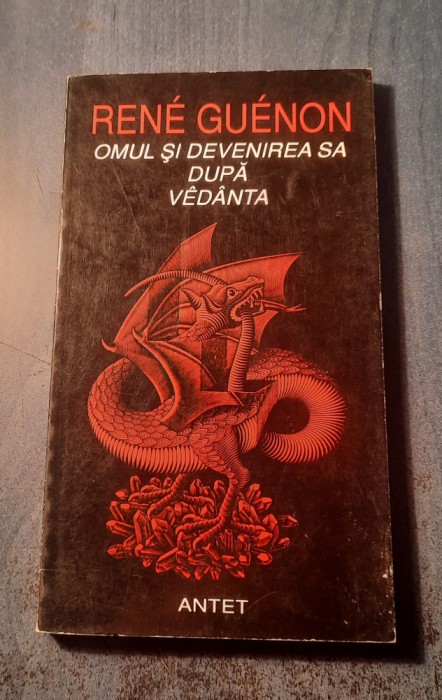 RENÉ GUÉNON
OMUL ŞI DEVENIREA SA
DUPĂ
VÊDÂNTA
ANTET